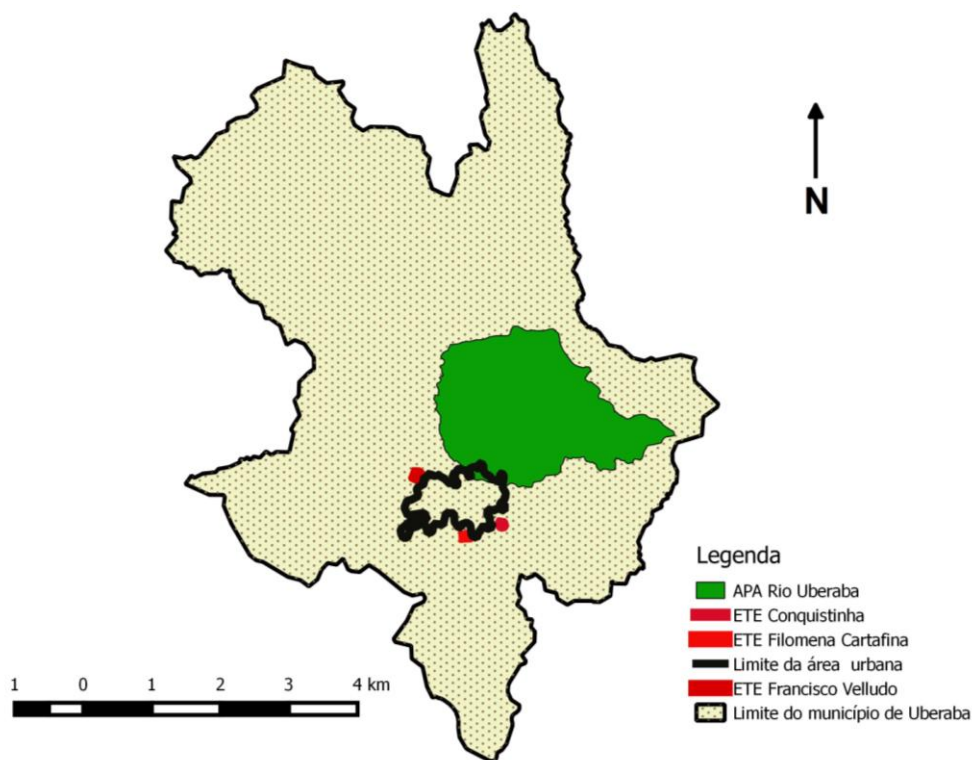 N
Legenda
APA Rio Uberaba
ETE Conquistinha
ETE Filomena Cartafina
Limite da área urbana
ETE Francisco Velludo
Limite do município de Uberaba
1 0 1 2 3 4 km